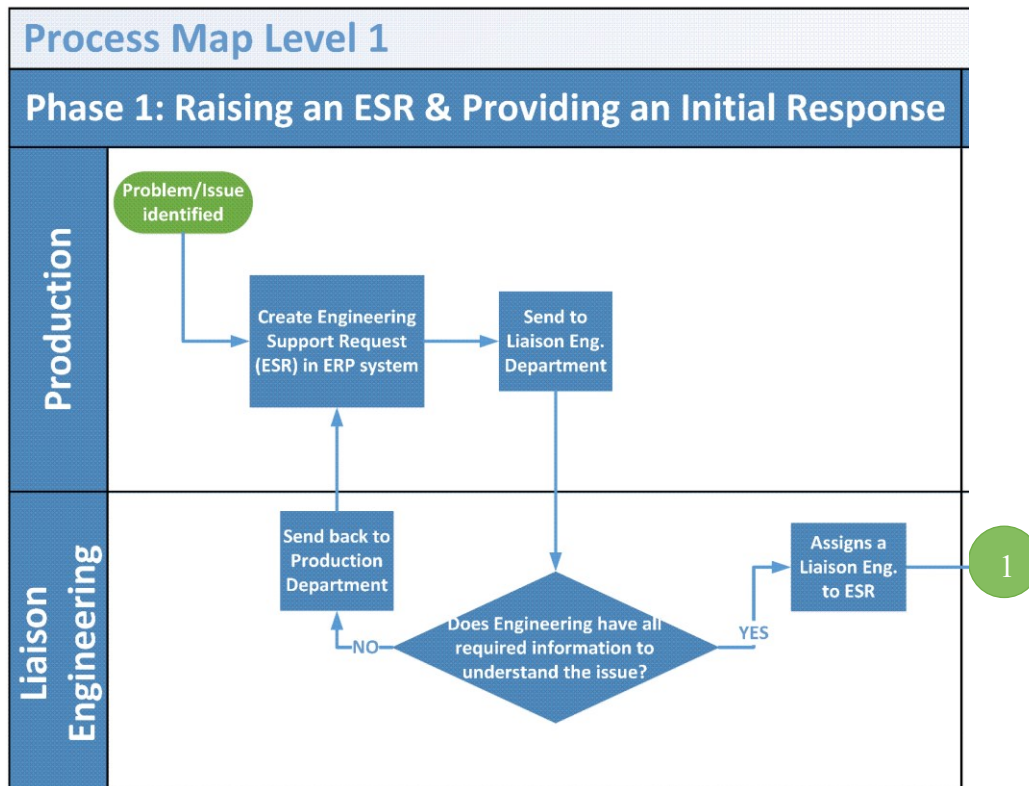 Process Map Level 1
Phase 1: Raising an ESR & Providing an Initial Response
Production
Problem/Issue
identified
Create Engineering
Support Request
(ESR) in ERP system
Send to
Liaison Eng.
Department
Liaison
Engineering
Send back to
Production
Department
NO
Does Engineering have all
required information to
understand the issue?
YES
Assigns a
Liaison Eng.
to ESR
1